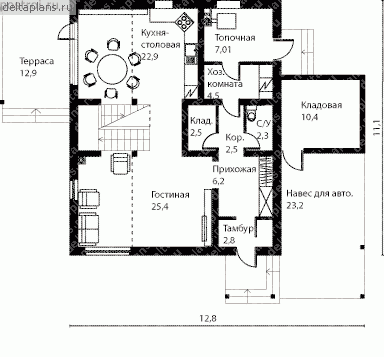 dekaplans.ru
Терраса
12,9
Кухня-
столовая
22,9
Топочная
7,01
Хоз.
комната
4,5
Кладовая
10,4
Клад.
2,5
С/У
2,3
Кор.
2,5
Прихожая
6,2
Гостиная
25,4
Навес для авто.
23,2
Тамбур
2,8
11,1
12,8